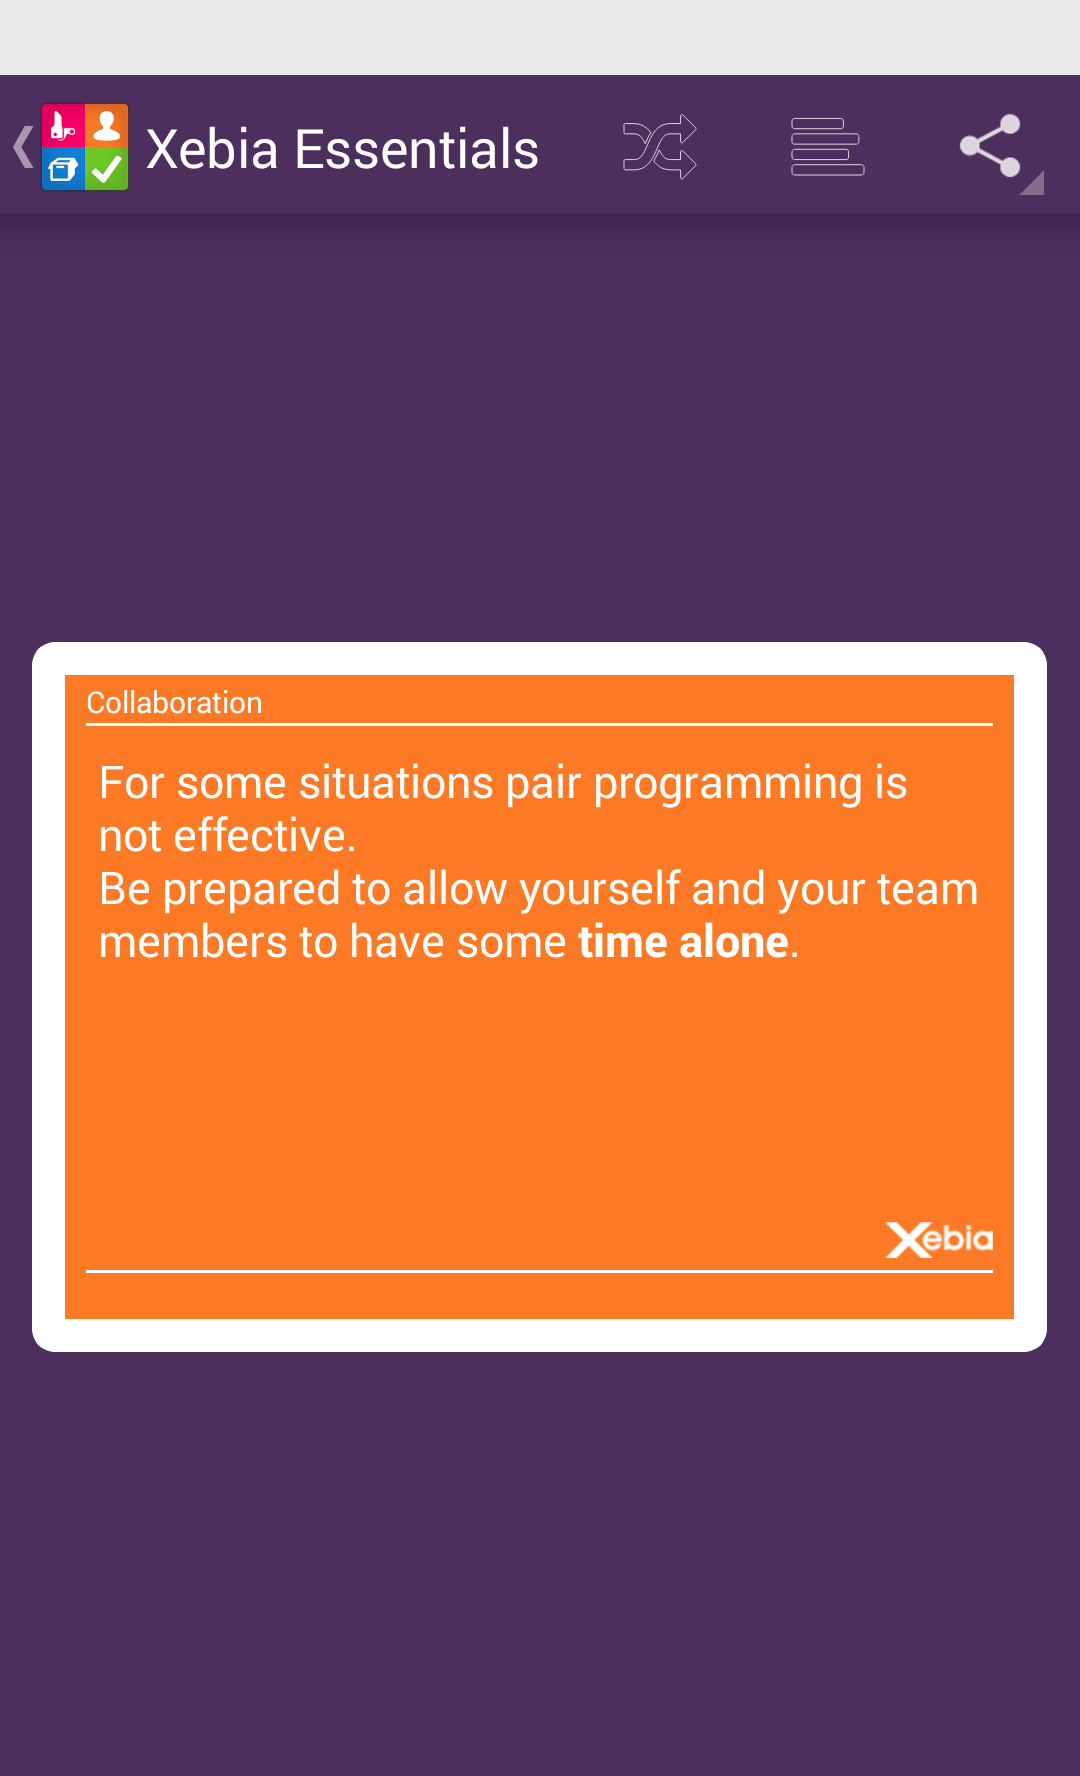 Xebia Essentials
Collaboration
For some situations pair programming is
not effective.
Be prepared to allow yourself and your team
members to have some time alone.
Xebia